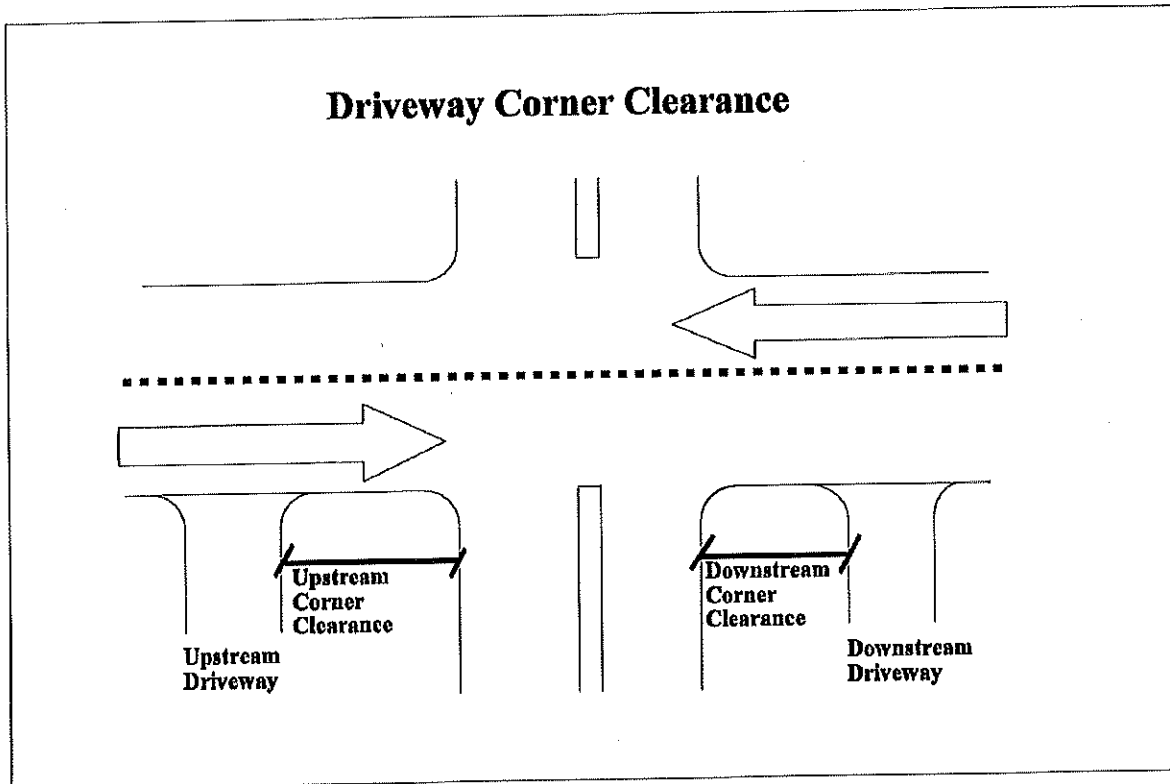 Driveway Corner Clearance
Upstream
Corner
Clearance
Downstream
Corner
Clearance
Upstream
Driveway
Downstream
Driveway